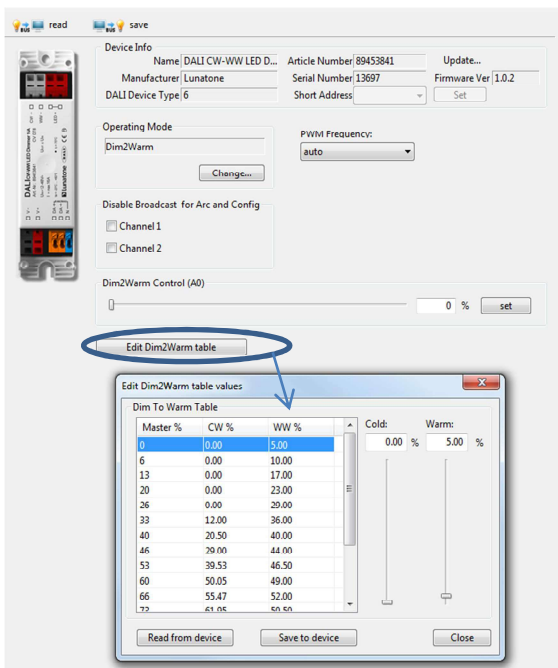 read save
Device Info
Name DALI CW-WW LED D... Article Number 89453841 Update...
Manufacturer Lunatone Serial Number 13697 Firmware Ver 1.0.2
DALI Device Type 6 Short Address Set
Operating Mode
Dim2Warm
Change...
PWM Frequency:
auto
Disable Broadcast for Arc and Config
Channel 1
Channel 2
Dim2Warm Control (A0)
0 % set
Edit Dim2Warm table
Edit Dim2Warm table values
Dim To Warm Table
Master % CW % WW %
0 0.00 5.00
6 0.00 10.00
13 0.00 17.00
20 0.00 23.00
26 0.00 29.00
33 12.00 36.00
40 20.50 40.00
46 29.00 44.00
53 39.53 46.50
60 50.05 49.00
66 55.47 52.00
73 61.95 50.50
Cold: Warm:
0.00 % 5.00 %
Read from device Save to device Close